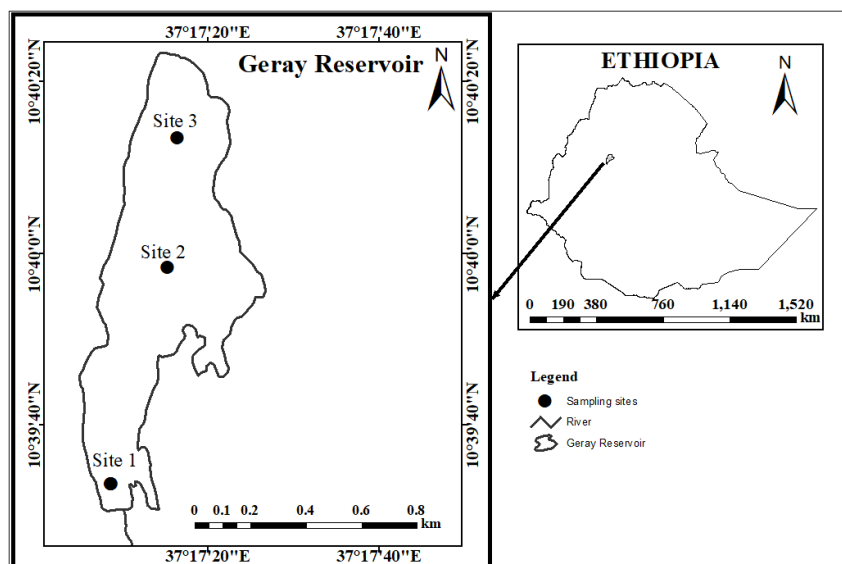 37°17'20"E 37°17'40"E
Geray Reservoir
N
10°40'20"N
10°40'20"N
Site 3
10°40'0"N
10°40'0"N
Site 2
10°39'40"N
10°39'40"N
Site 1
0 0.1 0.2 0.4 0.6 0.8
km
37°17'20"E 37°17'40"E
ETHIOPIA
N
0 190 380 760 1,140 1,520
km
Legend
Sampling sites
River
Geray Reservoir